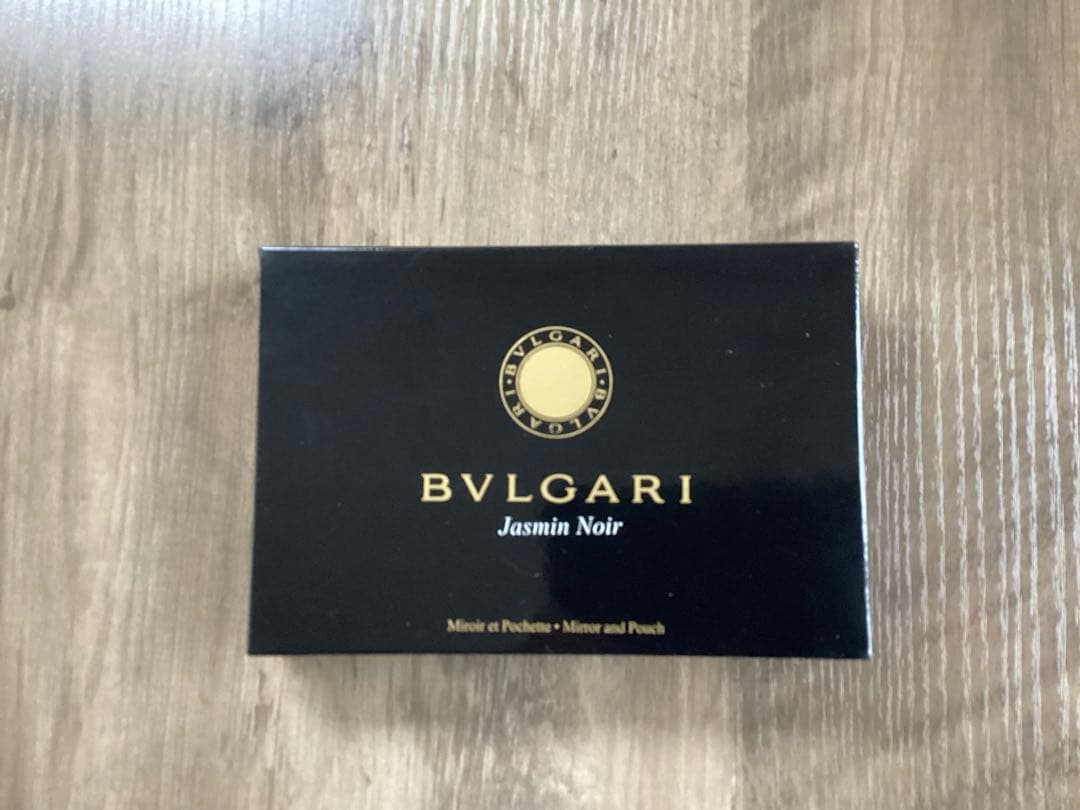 BVLGARI • BVLGARI •
BVLGARI
Jasmin Noir
Miroir et Pochette • Mirror and Pouch